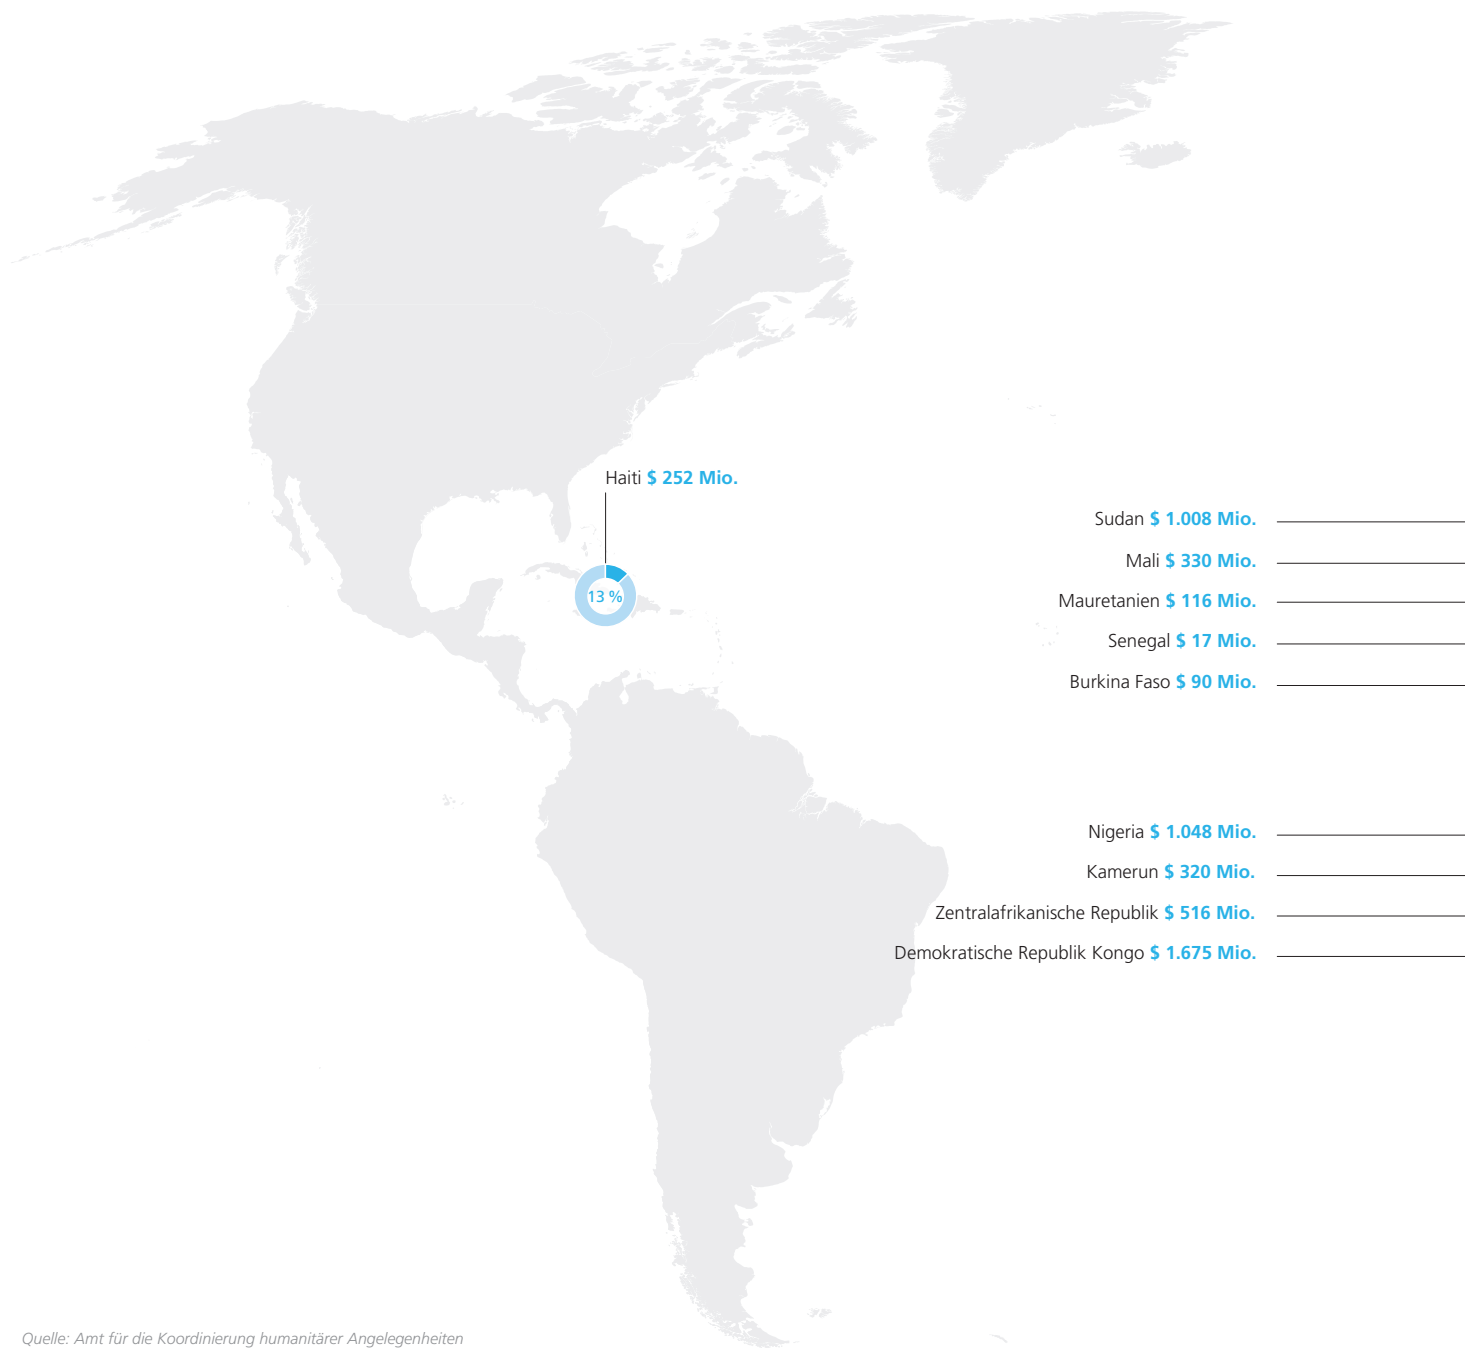 Haiti $ 252 Mio.
13 %
Sudan $ 1.008 Mio.
Mali $ 330 Mio.
Mauretanien $ 116 Mio.
Senegal $ 17 Mio.
Burkina Faso $ 90 Mio.
Nigeria $ 1.048 Mio.
Kamerun $ 320 Mio.
Zentralafrikanische Republik $ 516 Mio.
Demokratische Republik Kongo $ 1.675 Mio.
Quelle: Amt für die Koordinierung humanitärer Angelegenheiten